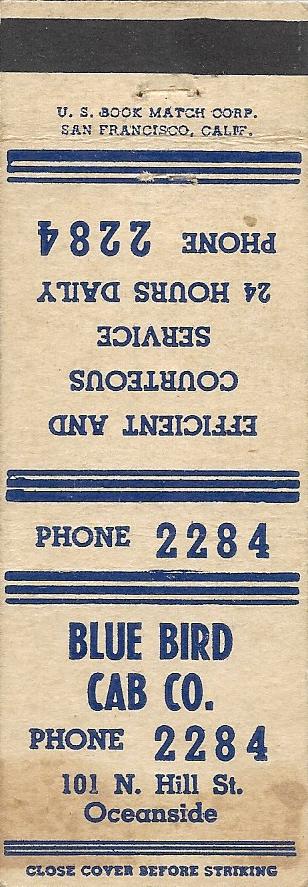 U. S. BOOK MATCH CORP.
SAN FRANCISCO, CALIF.
EFFICIENT AND
COURTEOUS
SERVICE
24 HOURS DAILY
PHONE 2284
PHONE 2284
BLUE BIRD
CAB CO.
PHONE 2284
101 N. Hill St.
Oceanside
CLOSE COVER BEFORE STRIKING